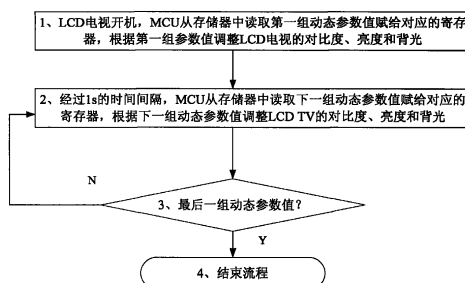 1、LCD电视开机，MCU从存储器中读取第一组动态参数值赋给对应的寄存
器，根据第一组参数值调整LCD电视的对比度、亮度和背光
2、经过1s的时间间隔，MCU从存储器中读取下一组动态参数值赋给对应的
寄存器，根据下一组参数值调整LCD TV的对比度、亮度和背光
N
3、最后一组动态参数值？
Y
4、结束流程